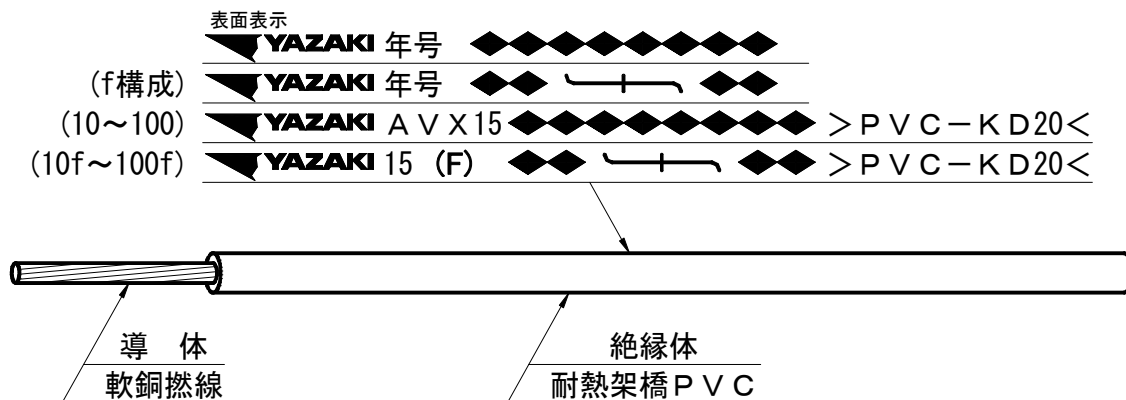 表面表示
YAZAKI 年号 ◆◆◆◆◆◆◆◆
(f構成) YAZAKI 年号 ◆◆ ◆◆
(10～100) YAZAKI ＡＶＸ15 ◆◆◆◆◆◆◆◆ ＞ＰＶＣ－ＫＤ20＜
(10f～100f) YAZAKI 15 (F) ◆◆ ◆◆ ＞ＰＶＣ－ＫＤ20＜
導　体
軟銅撚線
絶縁体
耐熱架橋ＰＶＣ